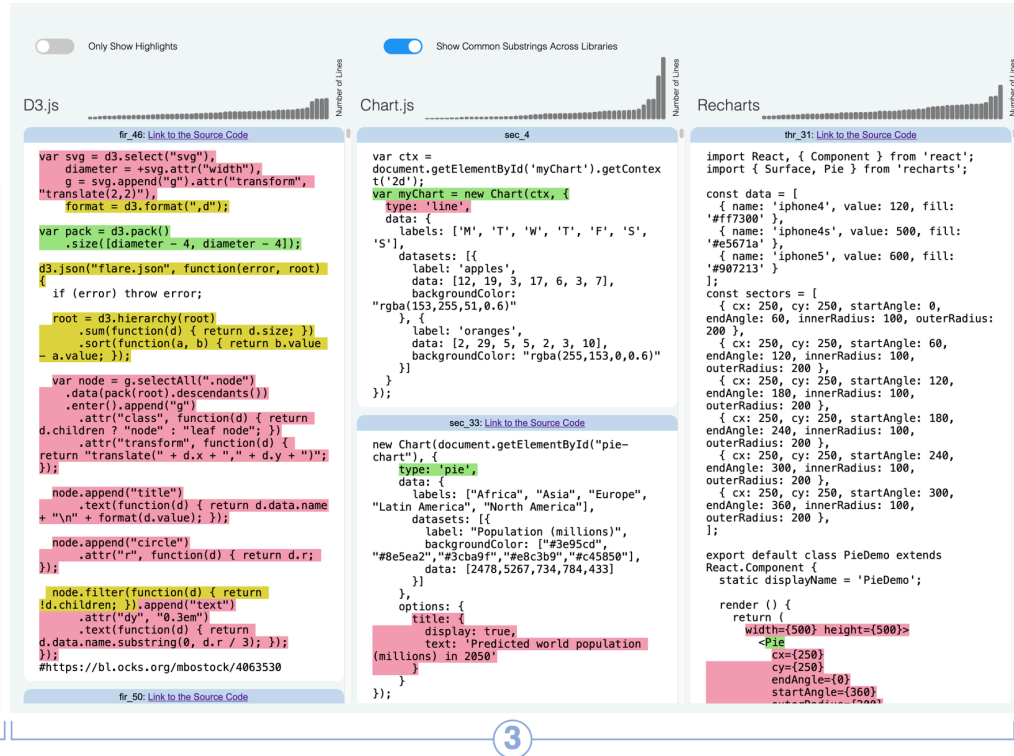 Only Show Highlights
Show Common Substrings Across Libraries
D3.js
Number of Lines
Chart.js
Number of Lines
Recharts
Number of Lines
fir_46: Link to the Source Code
var svg = d3.select("svg"),
diameter = +svg.attr("width"),
g = svg.append("g").attr("transform",
"translate(2,2)"),
format = d3.format(",d");
var pack = d3.pack()
.size([diameter – 4, diameter – 4]);
d3.json("flare.json", function(error, root)
{
if (error) throw error;
root = d3.hierarchy(root)
.sum(function(d) { return d.size; })
.sort(function(a, b) { return b.value
– a.value; });
var node = g.selectAll(".node")
.data(pack(root).descendants())
.enter().append("g")
.attr("class", function(d) { return
d.children ? "node" : "leaf node"; })
.attr("transform", function(d) {
return "translate(" + d.x + "," + d.y + ")";
});
node.append("title")
.text(function(d) { return d.data.name
+ "\n" + format(d.value); });
node.append("circle")
.attr("r", function(d) { return d.r;
});
node.filter(function(d) { return
!d.children; }).append("text")
.attr("dy", "0.3em")
.text(function(d) { return
d.data.name.substring(0, d.r / 3); });
});
#https://bl.ocks.org/mbostock/4063530
fir_50: Link to the Source Code
sec_4
var ctx =
document.getElementById('myChart').getContex
t('2d');
var myChart = new Chart(ctx, {
type: 'line',
data: {
labels: ['M', 'T', 'W', 'T', 'F', 'S',
'S'],
datasets: [{
label: 'apples',
data: [12, 19, 3, 17, 6, 3, 7],
backgroundColor:
"rgba(153,255,51,0.6)"
}, {
label: 'oranges',
data: [2, 29, 5, 5, 2, 3, 10],
backgroundColor: "rgba(255,153,0,0.6)"
}]
}
});
sec_33: Link to the Source Code
new Chart(document.getElementById("pie-
chart"), {
type: 'pie',
data: {
labels: ["Africa", "Asia", "Europe",
"Latin America", "North America"],
datasets: [{
label: "Population (millions)",
backgroundColor: ["#3e95cd",
"#8e5ea2","#3cba9f","#e8c3b9","#c45850"],
data: [2478,5267,734,784,433]
}]
},
options: {
title: {
display: true,
text: 'Predicted world population
(millions) in 2050'
}
}
});
thr_31: Link to the Source Code
import React, { Component } from 'react';
import { Surface, Pie } from 'recharts';
const data = [
{ name: 'iphone4', value: 120, fill:
'#ff7300' },
{ name: 'iphone4s', value: 500, fill:
'#e5671a' },
{ name: 'iphone5', value: 600, fill:
'#907213' }
];
const sectors = [
{ cx: 250, cy: 250, startAngle: 0,
endAngle: 60, innerRadius: 100, outerRadius:
200 },
{ cx: 250, cy: 250, startAngle: 60,
endAngle: 120, innerRadius: 100,
outerRadius: 200 },
{ cx: 250, cy: 250, startAngle: 120,
endAngle: 180, innerRadius: 100,
outerRadius: 200 },
{ cx: 250, cy: 250, startAngle: 180,
endAngle: 240, innerRadius: 100,
outerRadius: 200 },
{ cx: 250, cy: 250, startAngle: 240,
endAngle: 300, innerRadius: 100,
outerRadius: 200 },
{ cx: 250, cy: 250, startAngle: 300,
endAngle: 360, innerRadius: 100,
outerRadius: 200 },
];
export default class PieDemo extends
React.Component {
static displayName = 'PieDemo';
render () {
return (
width={500} height={500}>
<Pie
cx={250}
cy={250}
endAngle={0}
startAngle={360}
3